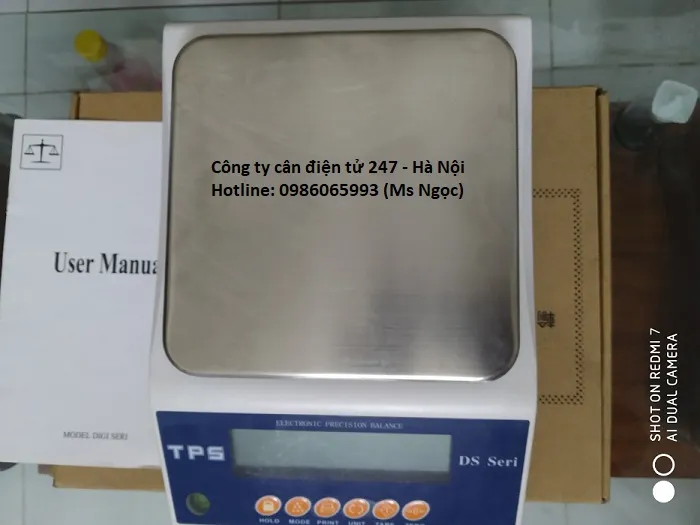 Công ty cân điện tử 247 - Hà Nội
Hotline: 0986065993 (Ms Ngọc)
User Manua
MODEL DIGI SERI
ELECTRONIC PRECISION BALANCE
TPS
DS Seri
HOLD MODE PRINT UNIT TARE ZERO
SHOT ON REDMI 7
AI DUAL CAMERA